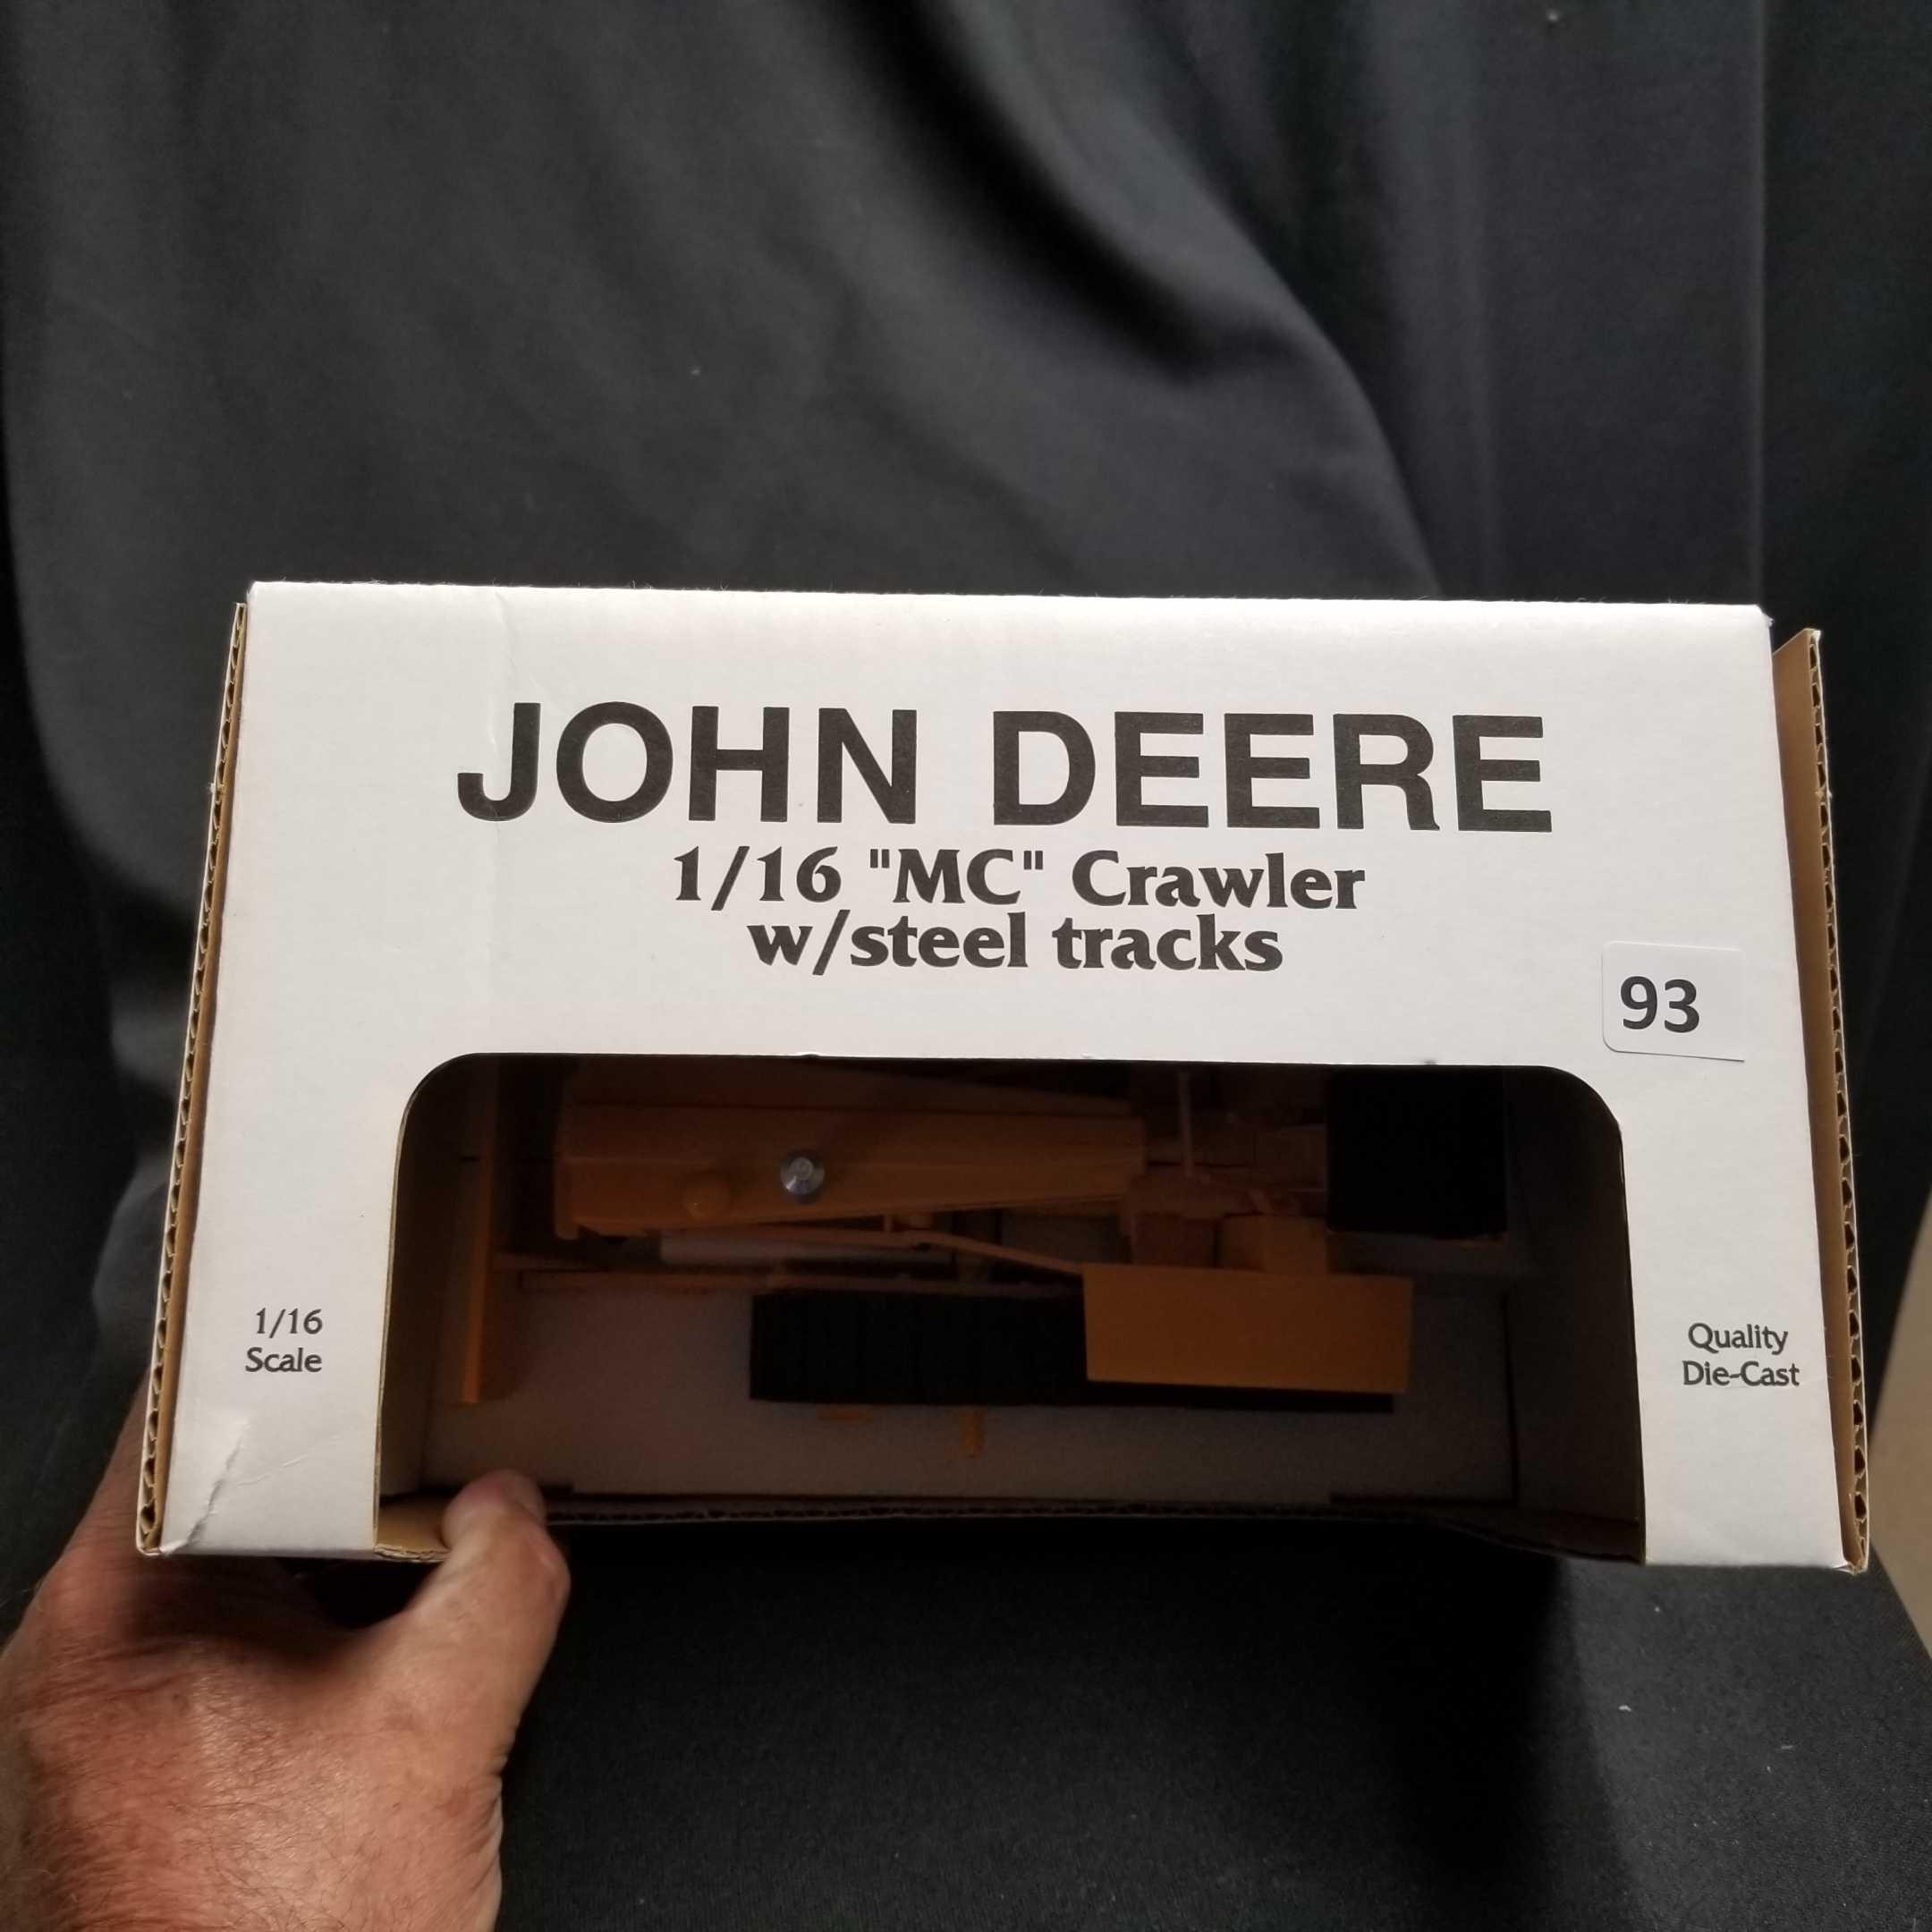 JOHN DEERE
1/16 "MC" Crawler
w/steel tracks
93
1/16
Scale
Quality
Die-Cast